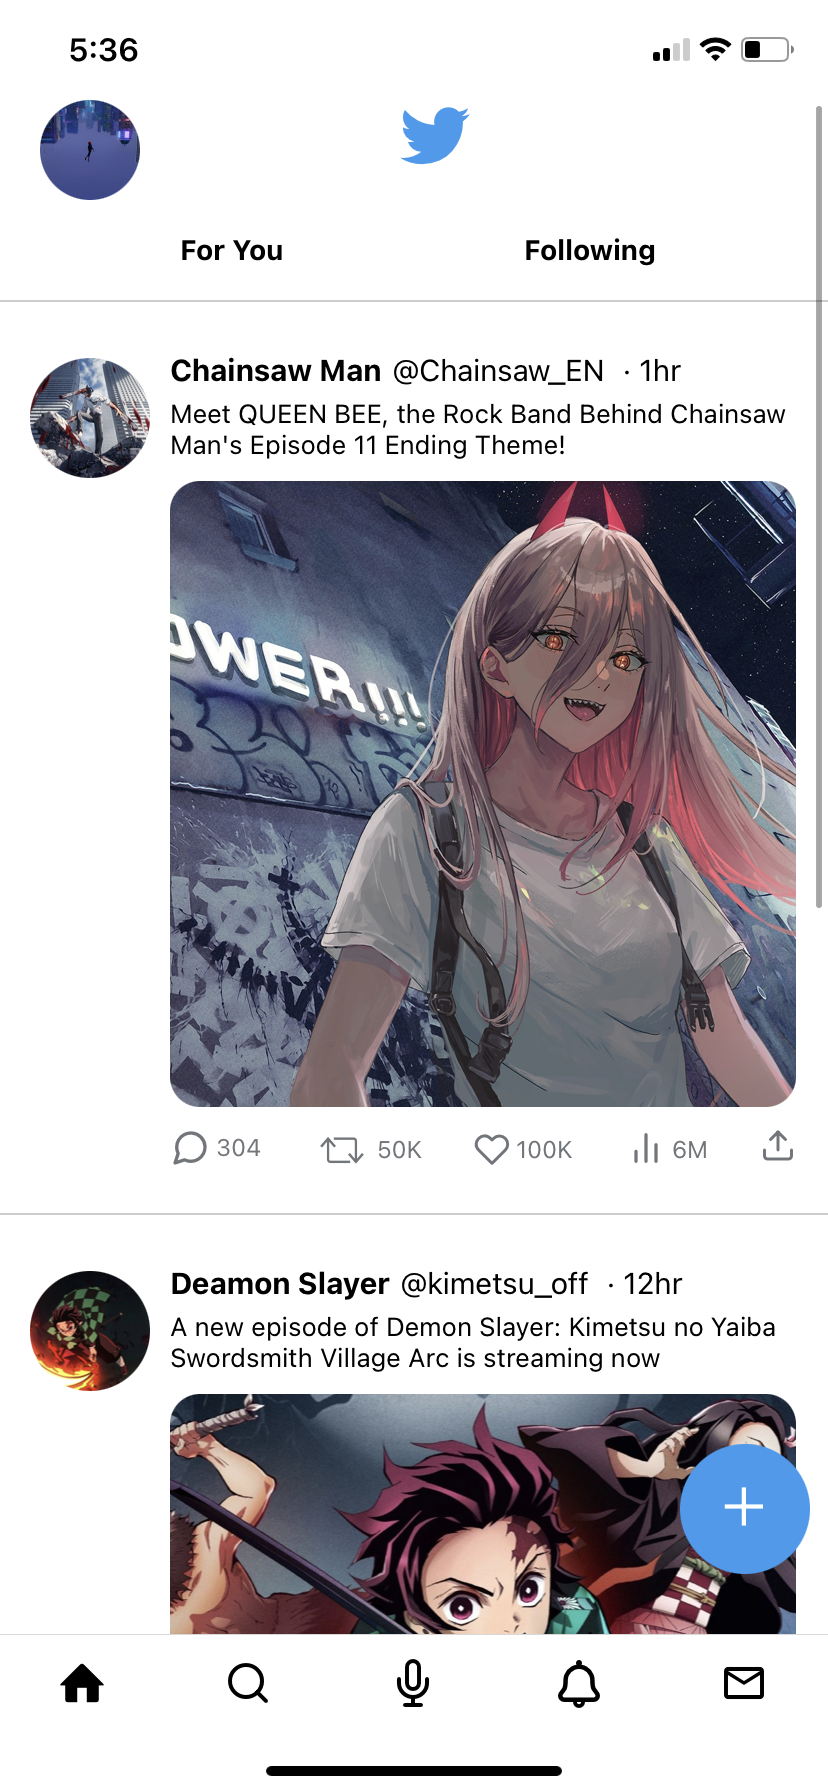 5:36
For You
Following
Chainsaw Man @Chainsaw_EN · 1hr
Meet QUEEN BEE, the Rock Band Behind Chainsaw
Man's Episode 11 Ending Theme!
OWER!!!
304
50K
100K
6M
Deamon Slayer @kimetsu_off · 12hr
A new episode of Demon Slayer: Kimetsu no Yaiba
Swordsmith Village Arc is streaming now